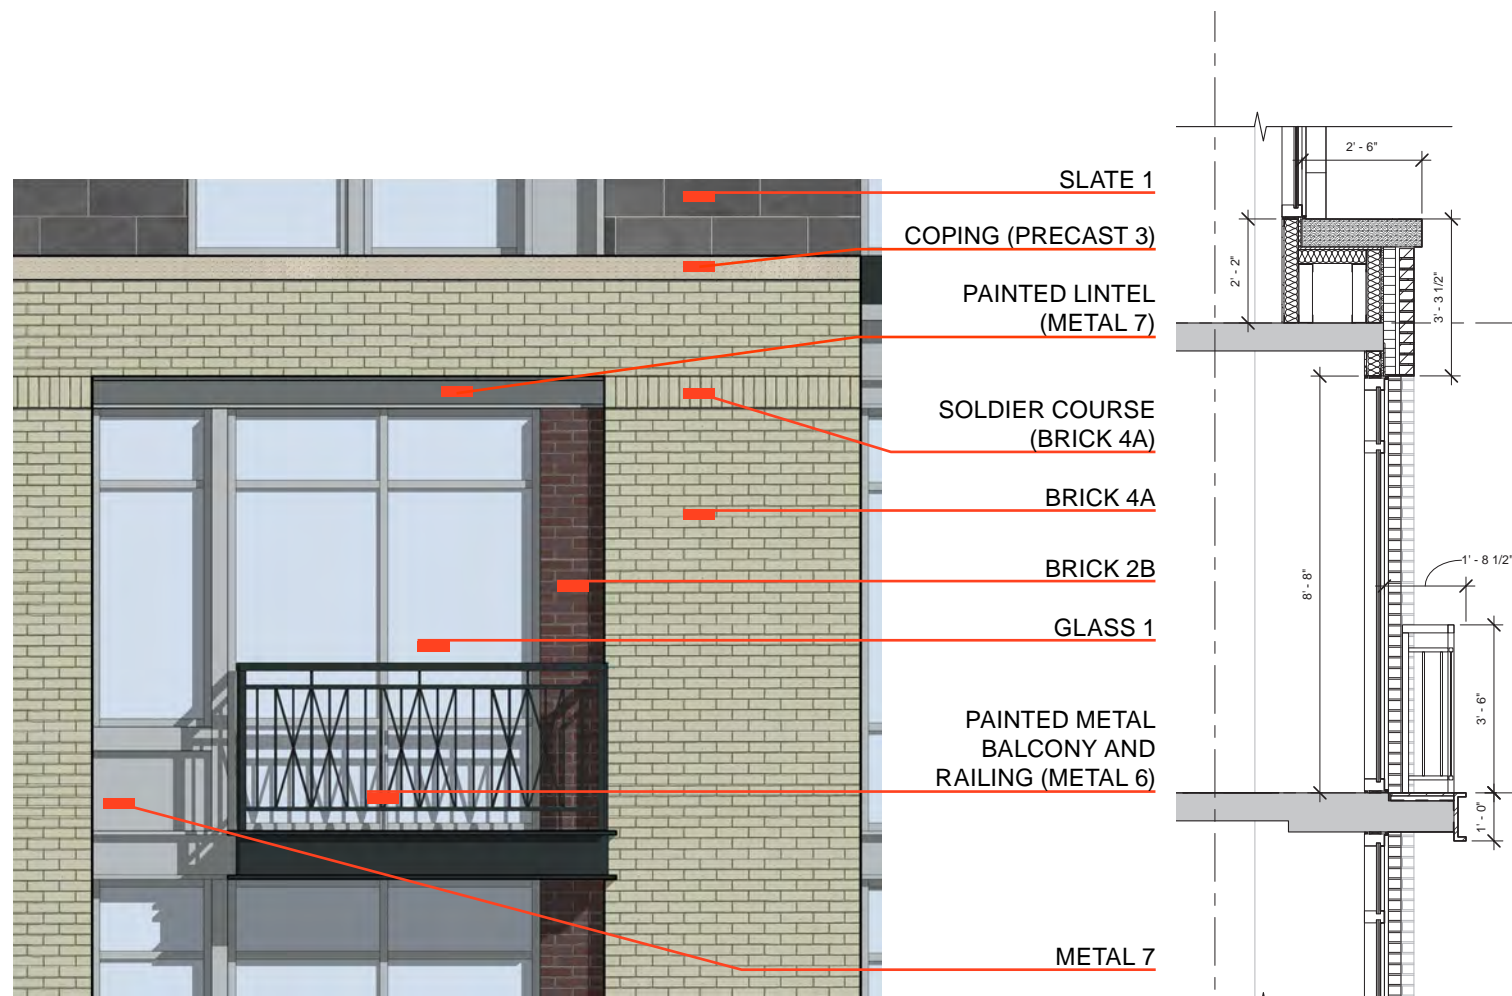 SLATE 1
COPING (PRECAST 3)
PAINTED LINTEL
(METAL 7)
SOLDIER COURSE
(BRICK 4A)
BRICK 4A
BRICK 2B
GLASS 1
PAINTED METAL
BALCONY AND
RAILING (METAL 6)
METAL 7
2' - 6"
2' - 2"
3' - 3 1/2"
8' - 8"
1' - 8 1/2"
3' - 6"
1' - 0"